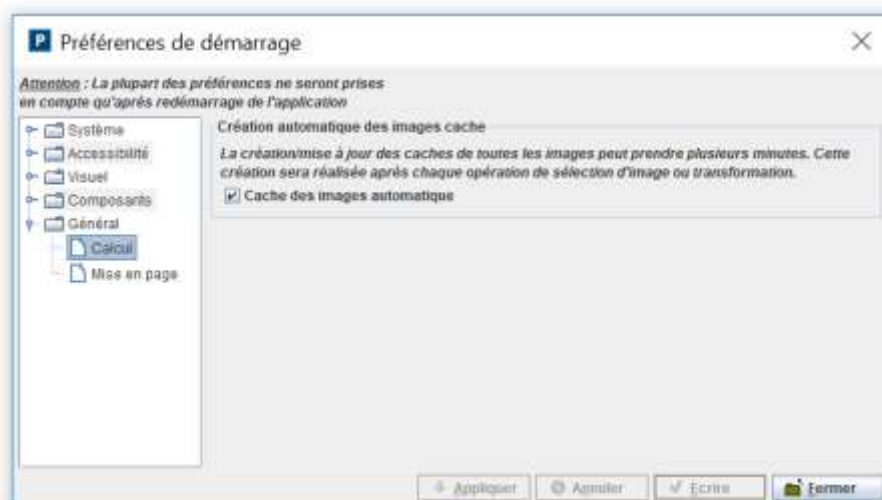 P Préférences de démarrage
Attention : La plupart des préférences ne seront prises
en compte qu'après redémarrage de l'application
Système
Accessibilité
Visuel
Composants
Général
Calcul
Mise en page
Création automatique des images cache
La création/mise à jour des caches de toutes les images peut prendre plusieurs minutes. Cette
création sera réalisée après chaque opération de sélection d'image ou transformation.
Cache des images automatique
Appliquer
Annuler
Ecrire
Fermer